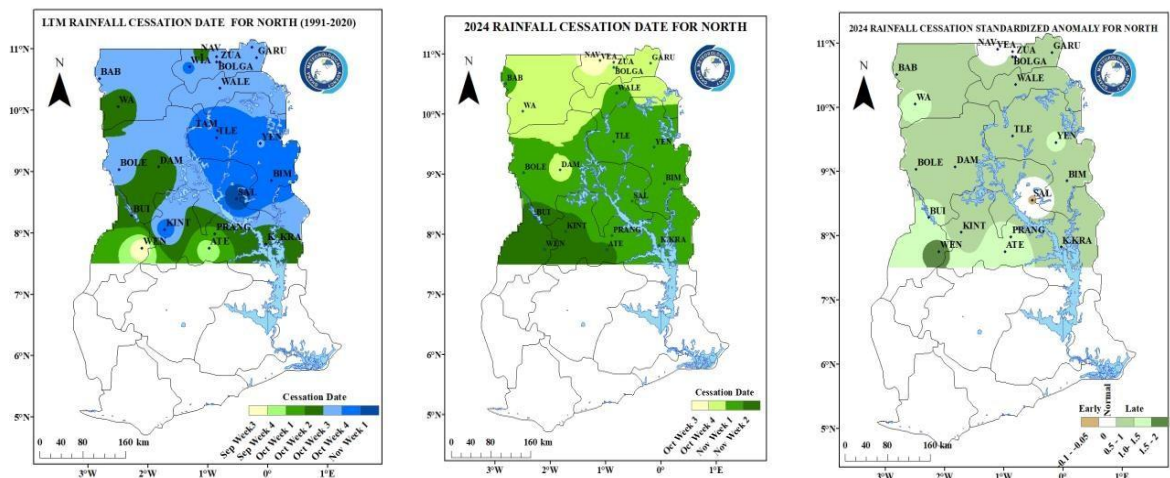 LTM RAINFALL CESSATION DATE FOR NORTH (1991-2020)
11°N
10°N
9°N
8°N
7°N
6°N
5°N
N
NAV
GARU
ZUA
BOLGA
BAB
WALE
WA
TAM
TLE
YEN
BOLE
DAM
BIM
SAL
BUI
KINT
PRANG
WEN
ATE
K.KRA
Cessation Date
Sep Week3
Sep Week 4
Oct Week 1
Oct Week 2
Oct Week 3
Oct Week 4
Nov Week 1
0 40 80 160 km
3°W 2°W 1°W 0° 1°E
2024 RAINFALL CESSATION DATE FOR NORTH
11°N
10°N
9°N
8°N
7°N
6°N
5°N
N
NAV
VEA
ZUA
GARU
BOLGA
BAB
WALE
WA
TLE
YEN
BOLE
DAM
BIM
SAL
BUI
KINT
PRANG
WEN
ATE
K.KRA
Cessation Date
Oct Week 3
Oct Week 4
Nov Week 1
Nov Week 2
0 40 80 160 km
3°W 2°W 1°W 0° 1°E
2024 RAINFALL CESSATION STANDARDIZED ANOMALY FOR NORTH
11°N
10°N
9°N
8°N
7°N
6°N
5°N
N
NAV
VEA
ZUA
GARU
BOLGA
BAB
WALE
WA
TLE
YEN
BOLE
DAM
BIM
SAL
BUI
KINT
PRANG
WEN
ATE
K.KRA
Early Normal Late
-0.1 - -0.05
0
0.5 - 1
1.0- 1.5
1.5 - 2
0 40 80 160 km
3°W 2°W 1°W 0° 1°E